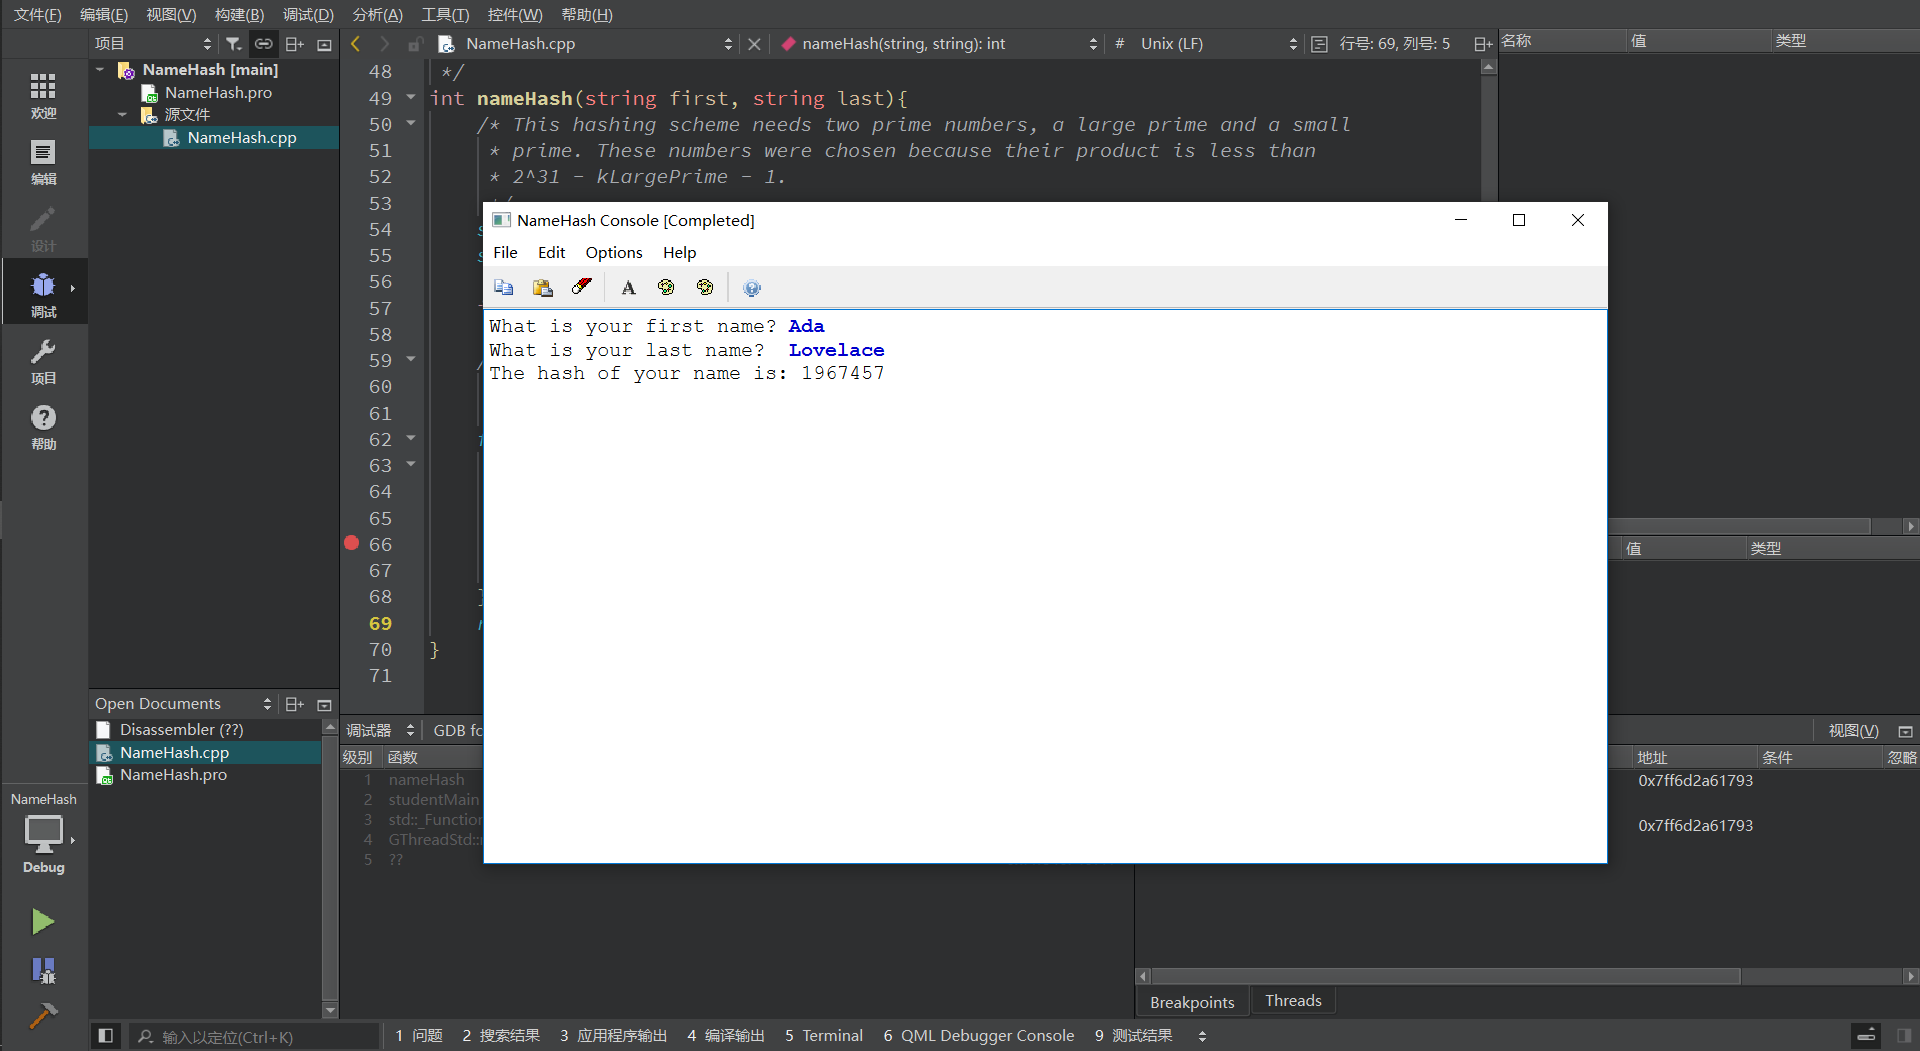 文件(F) 编辑(E) 视图(V) 构建(B) 调试(D) 分析(A) 工具(T) 控件(W) 帮助(H)
项目
NameHash.cpp
nameHash(string, string): int
# Unix (LF)
行号: 69, 列号: 5
名称 值 类型
欢迎
编辑
设计
调试
项目
帮助
NameHash [main]
NameHash.pro
源文件
NameHash.cpp
48 */
49 int nameHash(string first, string last){
50 /* This hashing scheme needs two prime numbers, a large prime and a small
51 * prime. These numbers were chosen because their product is less than
52 * 2^31 - kLargePrime - 1.
53
54
55
56
57
58
59
60
61
62
63
64
65
66
67
68
69
70 }
71
NameHash Console [Completed]
File Edit Options Help
What is your first name? Ada
What is your last name? Lovelace
The hash of your name is: 1967457
值 类型
Open Documents
Disassembler (??)
NameHash.cpp
NameHash.pro
调试器 GDB fo
级别 函数
1 nameHash
2 studentMain
3 std::_Function
4 GThreadStd::
5 ??
视图(V)
地址 条件 忽略
0x7ff6d2a61793
0x7ff6d2a61793
NameHash
Debug
Breakpoints Threads
输入以定位(Ctrl+K)
1 问题 2 搜索结果 3 应用程序输出 4 编译输出 5 Terminal 6 QML Debugger Console 9 测试结果